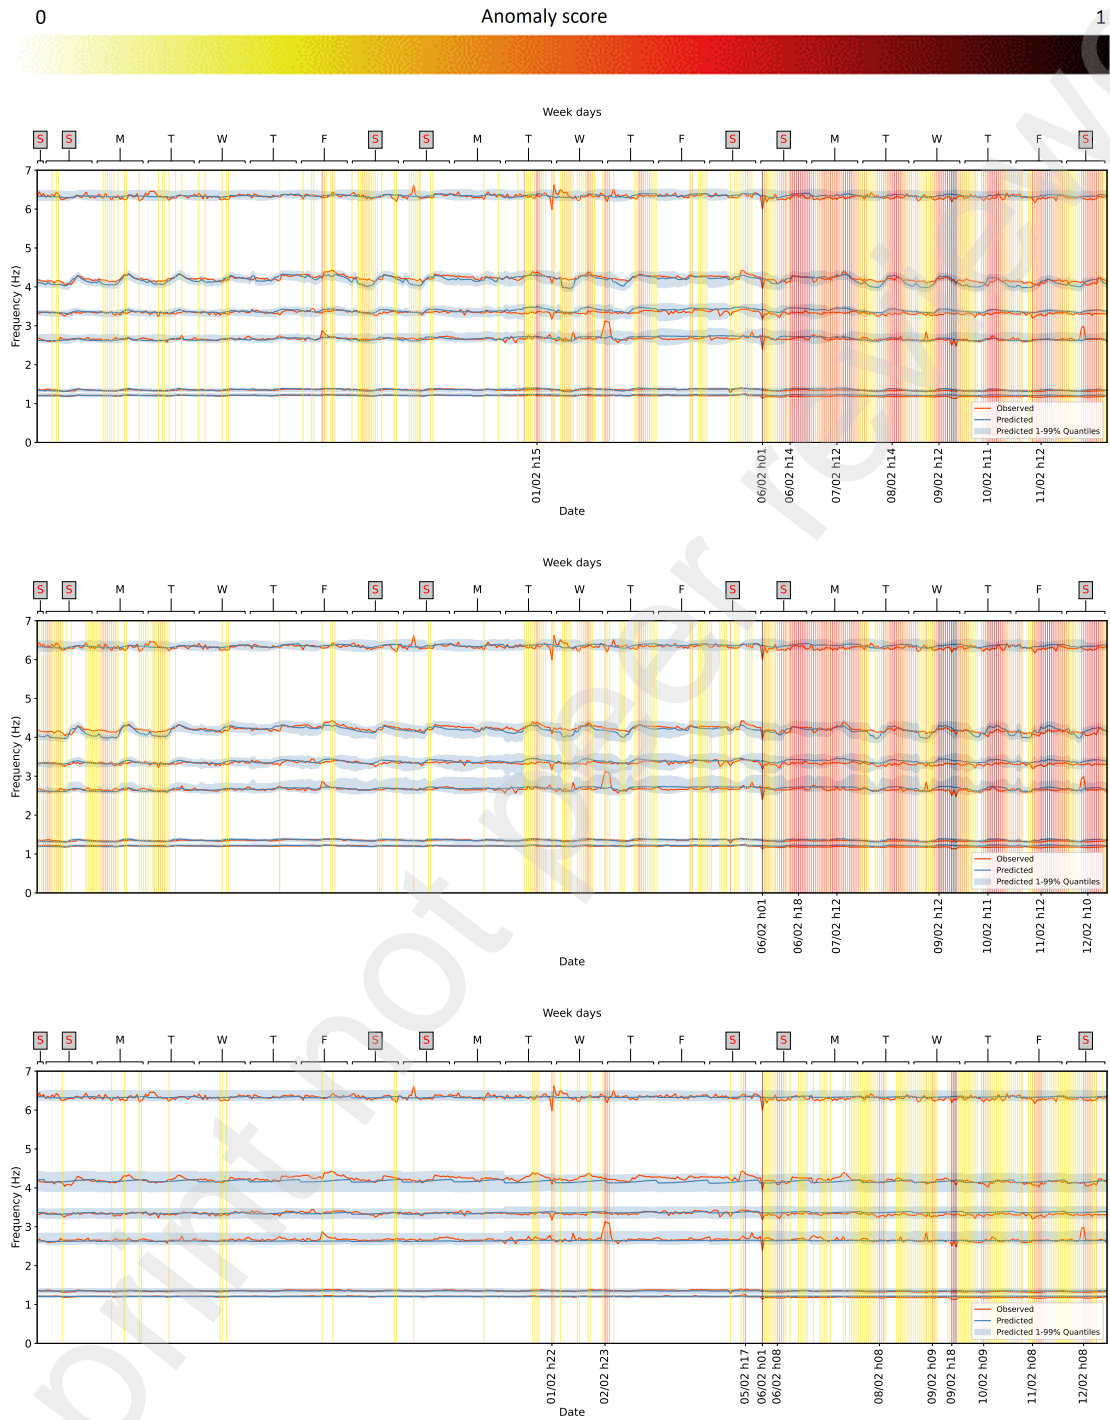 0 Anomaly score 1
Week days
S S M T W T F S S M T W T F S S M T W T F S
7
6
5
4
3
2
1
0
Frequency (Hz)
Observed
Predicted
Predicted 1-99% Quantiles
01/02 h15 06/02 h01 06/02 h14 07/02 h12 08/02 h14 09/02 h12 10/02 h11 11/02 h12
Date
Week days
S S M T W T F S S M T W T F S S M T W T F S
7
6
5
4
3
2
1
0
Frequency (Hz)
Observed
Predicted
Predicted 1-99% Quantiles
06/02 h01 06/02 h18 07/02 h12 09/02 h12 10/02 h11 11/02 h12 12/02 h10
Date
Week days
S S M T W T F S S M T W T F S S M T W T F S
7
6
5
4
3
2
1
0
Frequency (Hz)
Observed
Predicted
Predicted 1-99% Quantiles
01/02 h22 02/02 h23 05/02 h17 06/02 h01 06/02 h08 08/02 h08 09/02 h09 09/02 h18 10/02 h09 11/02 h08 12/02 h08
Date
print not peer reviewe